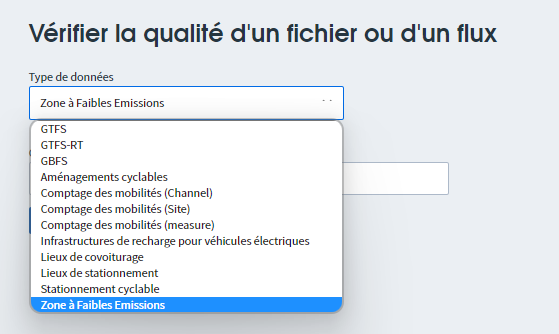 Vérifier la qualité d'un fichier ou d'un flux
Type de données
Zone à Faibles Emissions
GTFS
GTFS-RT
GBFS
Aménagements cyclables
Comptage des mobilités (Channel)
Comptage des mobilités (Site)
Comptage des mobilités (measure)
Infrastructures de recharge pour véhicules électriques
Lieux de covoiturage
Lieux de stationnement
Stationnement cyclable
Zone à Faibles Emissions